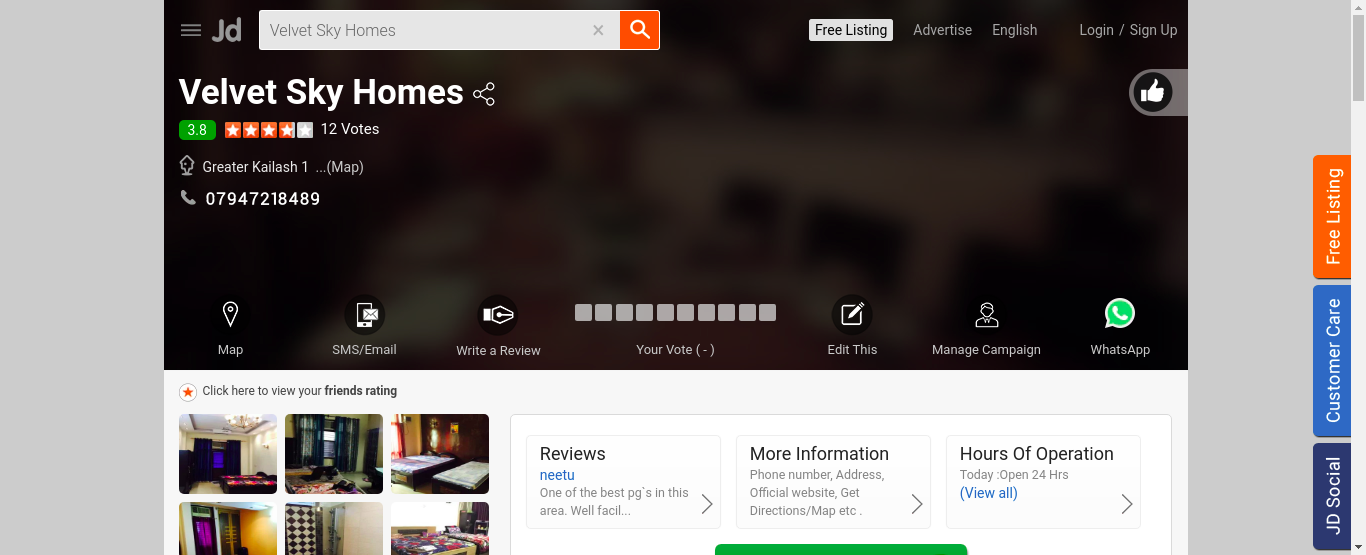 Jd
Velvet Sky Homes
Free Listing
Advertise
English
Login / Sign Up
Velvet Sky Homes
3.8
12 Votes
Greater Kailash 1 ...(Map)
07947218489
Map
SMS/Email
Write a Review
Your Vote ( - )
Edit This
Manage Campaign
WhatsApp
Free Listing
Customer Care
JD Social
Click here to view your friends rating
Reviews
neetu
One of the best pg`s in this
area. Well facil...
More Information
Phone number, Address,
Official website, Get
Directions/Map etc .
Hours Of Operation
Today :Open 24 Hrs
(View all)